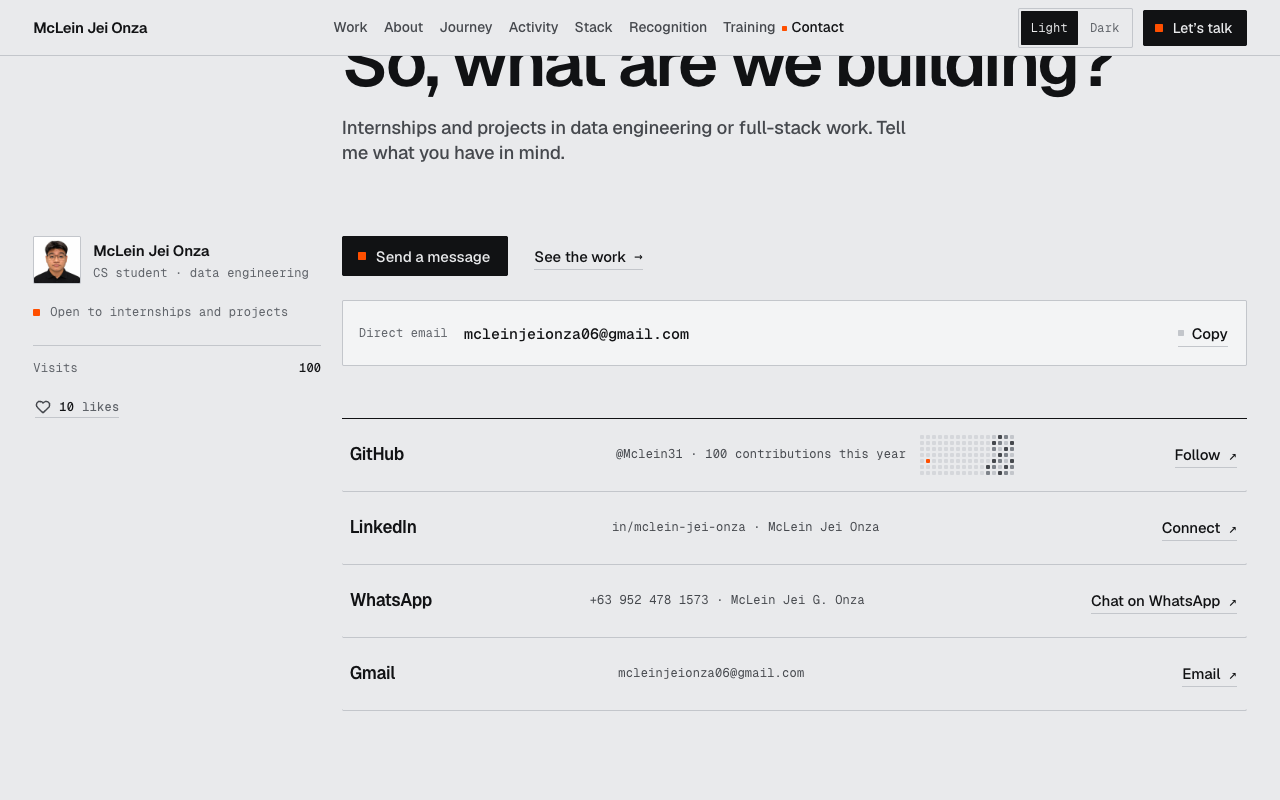 McLein Jei Onza
Work About Journey Activity Stack Recognition Training Contact
Light Dark
Let's talk
So, what are we building?
Internships and projects in data engineering or full-stack work. Tell
me what you have in mind.
McLein Jei Onza
CS student · data engineering
Open to internships and projects
Visits 100
10 likes
Send a message
See the work →
Direct email mcleinjeionza06@gmail.com Copy
GitHub @Mclein31 · 100 contributions this year Follow ↗
LinkedIn in/mclein-jei-onza · McLein Jei Onza Connect ↗
WhatsApp +63 952 478 1573 · McLein Jei G. Onza Chat on WhatsApp ↗
Gmail mcleinjeionza06@gmail.com Email ↗